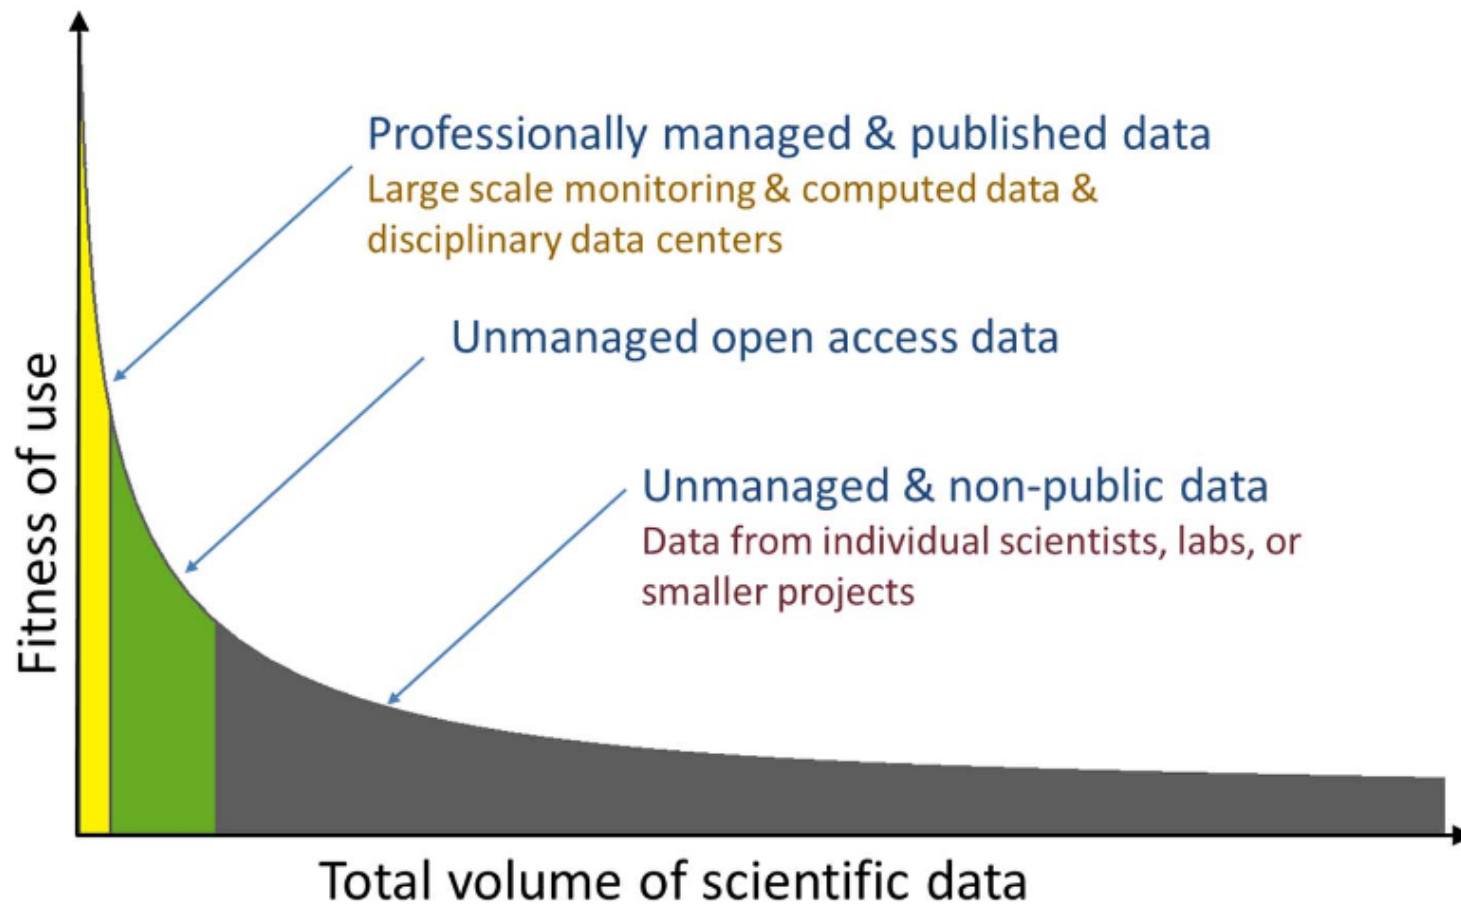 Professionally managed & published data
Large scale monitoring & computed data &
disciplinary data centers
Unmanaged open access data
Unmanaged & non-public data
Data from individual scientists, labs, or
smaller projects
Fitness of use
Total volume of scientific data